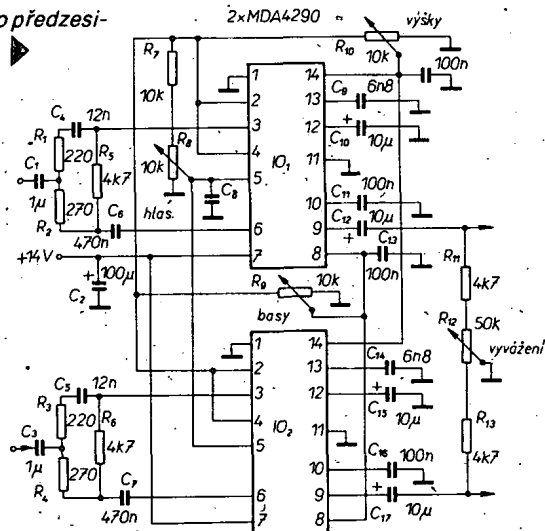 o předzesi-
2xMDA4290
výšky
R10
10k
R7
10k
R8
10k
hlas.
C8
100n
C4
12n
R1
220
R5
4k7
C1
1µ
R2
270
C6
470n
+14V
C2
100µ
IO1
1
2
3
4
5
6
7
14
13
12
11
10
9
8
C9
6n8
C10
10µ
C11
100n
C12
10µ
C13
100n
R9
10k
basy
R11
4k7
R12
50k
vyvážení
R13
4k7
C5
12n
R3
220
R6
4k7
C3
1µ
R4
270
C7
470n
IO2
1
2
3
4
5
6
7
14
13
12
11
10
9
8
C14
6n8
C15
10µ
C16
100n
C17
10µ